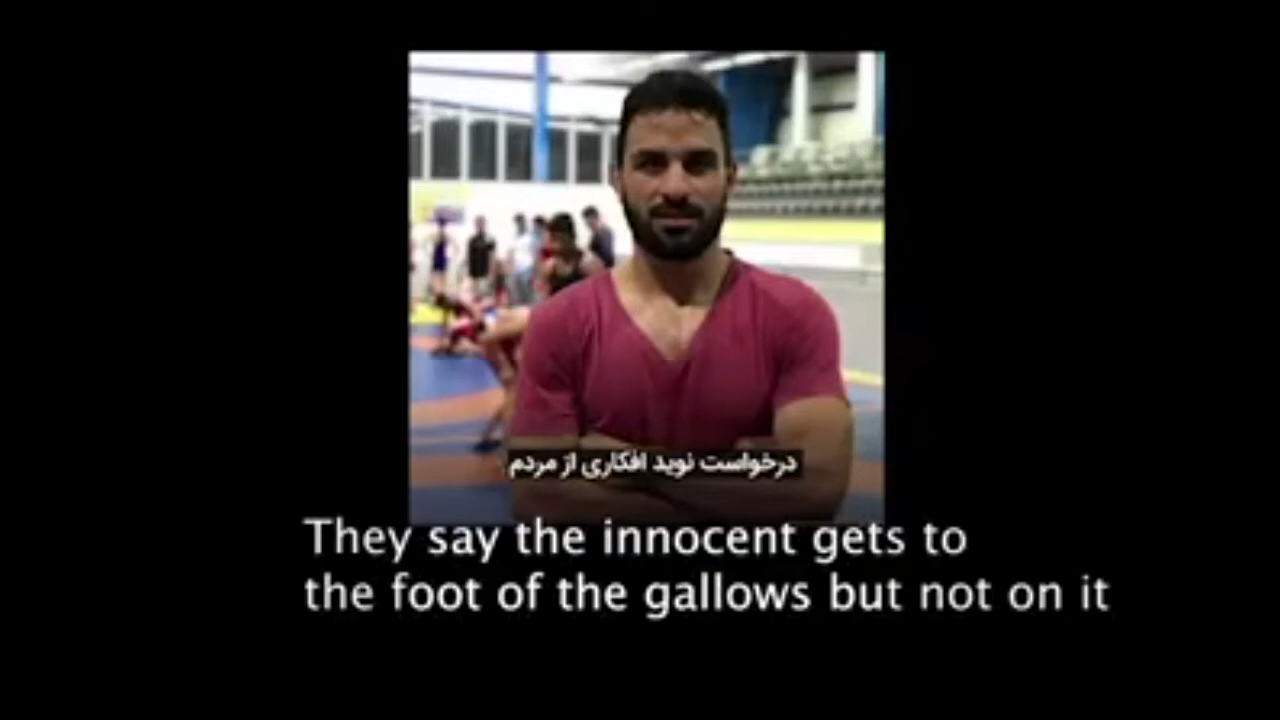 درخواست نوید افکاری از مردم
They say the innocent gets to
the foot of the gallows but not on it